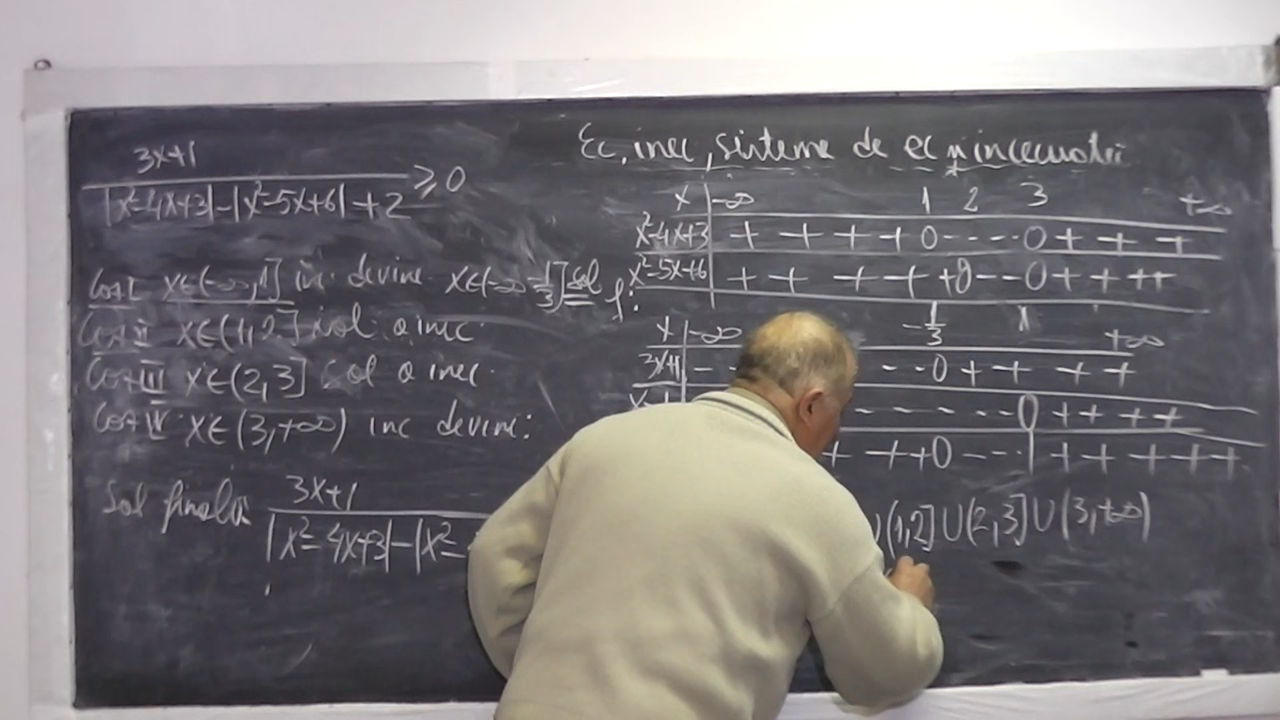 3x+1
|x²-4x+3|-|x²-5x+6|+2 ≥ 0
Caz I x∈(-∞,1] in. devine x∈(-∞,-1/3] sol
Caz II x∈(1,2] sol. a inec.
Caz III x∈(2,3] sol a inec.
Caz IV x∈(3,+∞) inc devine:
Sol finală:
3x+1
|x²-4x+3|-|x²-
Ec, inec, sisteme de ec
x -∞ 1 2 3 +∞
x²-4x+3 + + + + 0 - - - - 0 + + +
x²-5x+6 + + + + + 0 - - 0 + + + +
x -∞ -1/3 1 +∞
3x+1 - - - - 0 + + + +
- - - - - - 0 + + + +
+ + + 0 - - - | + + + + +
(1,2]∪(2,3]∪(3,+∞)